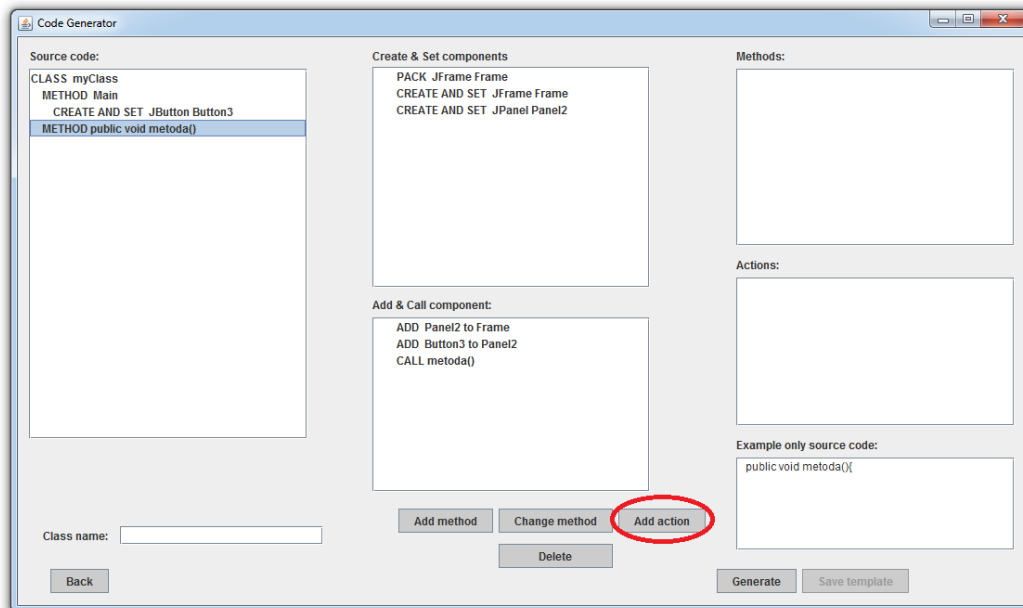 Code Generator
Source code:
CLASS myClass
METHOD Main
CREATE AND SET JButton Button3
METHOD public void metoda()
Create & Set components
PACK JFrame Frame
CREATE AND SET JFrame Frame
CREATE AND SET JPanel Panel2
Add & Call component:
ADD Panel2 to Frame
ADD Button3 to Panel2
CALL metoda()
Methods:
Actions:
Example only source code:
public void metoda(){
Add method Change method Add action
Class name:
Delete
Back
Generate Save template